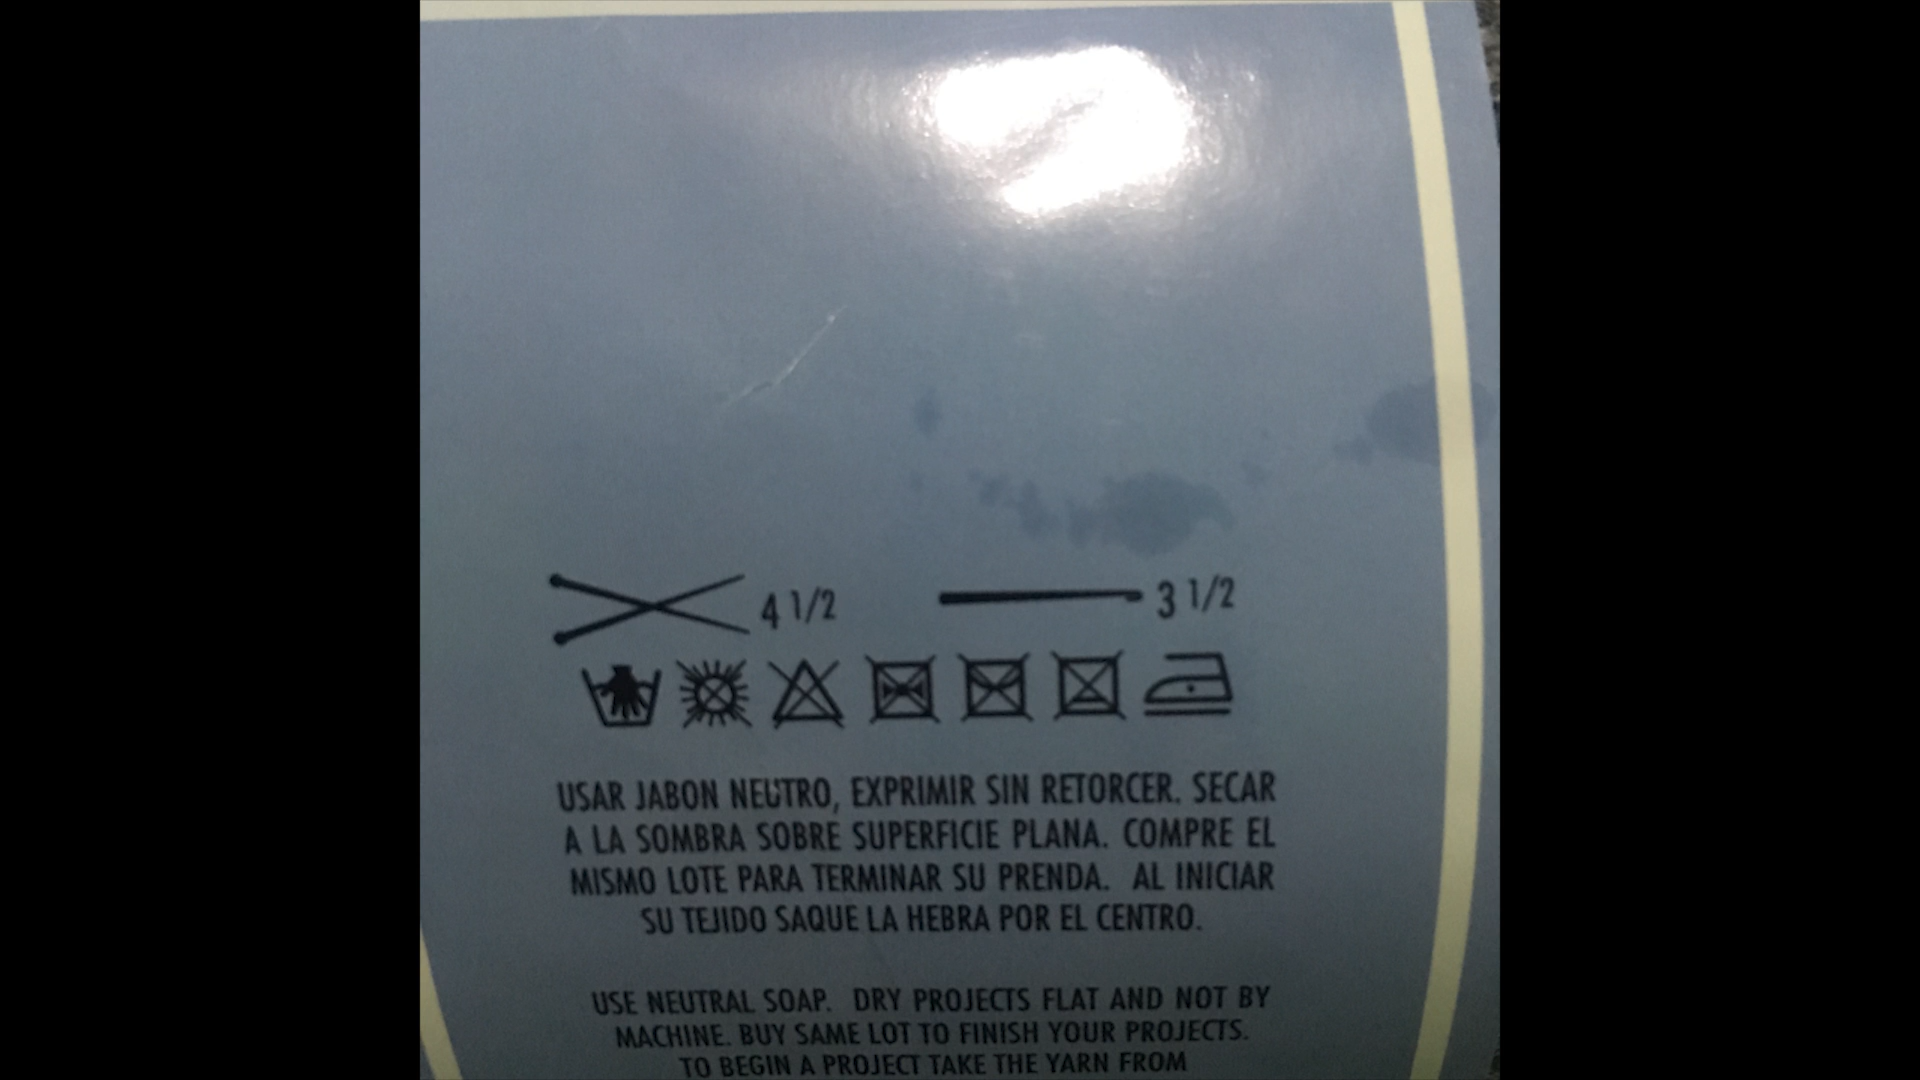 4 1/2 3 1/2
USAR JABON NEUTRO, EXPRIMIR SIN RETORCER. SECAR
A LA SOMBRA SOBRE SUPERFICIE PLANA. COMPRE EL
MISMO LOTE PARA TERMINAR SU PRENDA. AL INICIAR
SU TEJIDO SAQUE LA HEBRA POR EL CENTRO.
USE NEUTRAL SOAP. DRY PROJECTS FLAT AND NOT BY
MACHINE. BUY SAME LOT TO FINISH YOUR PROJECTS.
TO BEGIN A PROJECT TAKE THE YARN FROM